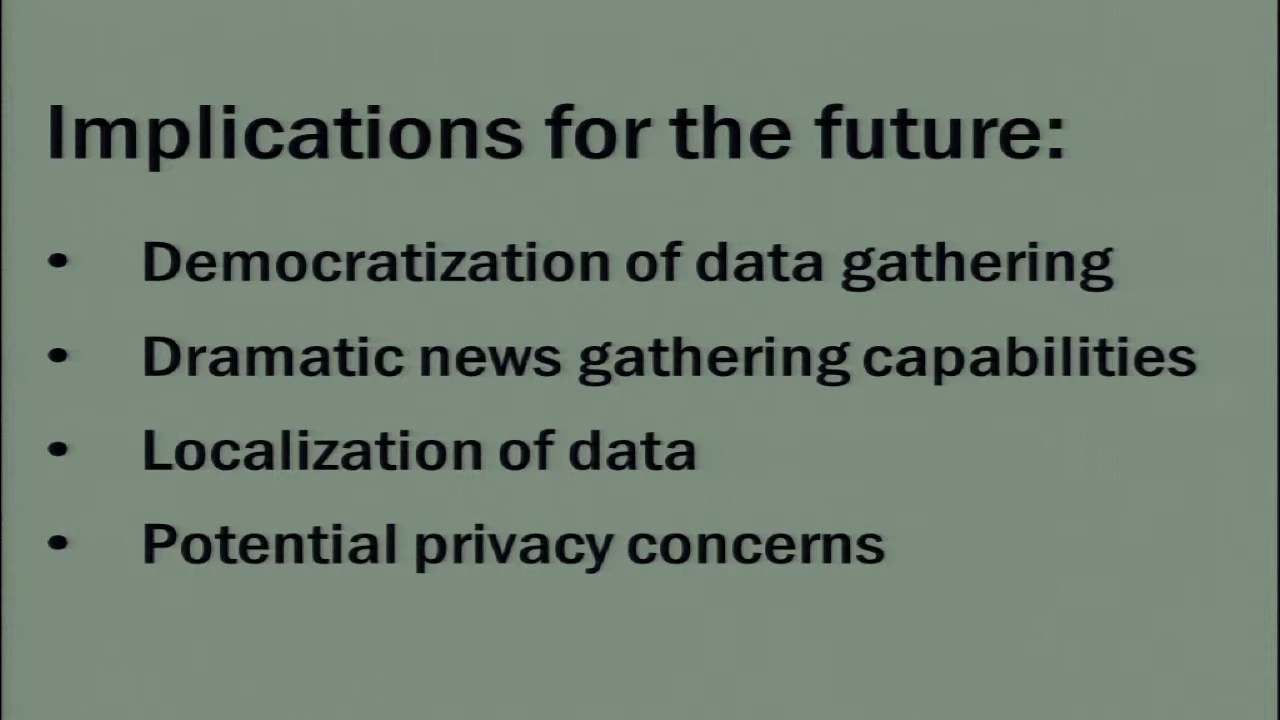 Implications for the future:
• Democratization of data gathering
• Dramatic news gathering capabilities
• Localization of data
• Potential privacy concerns